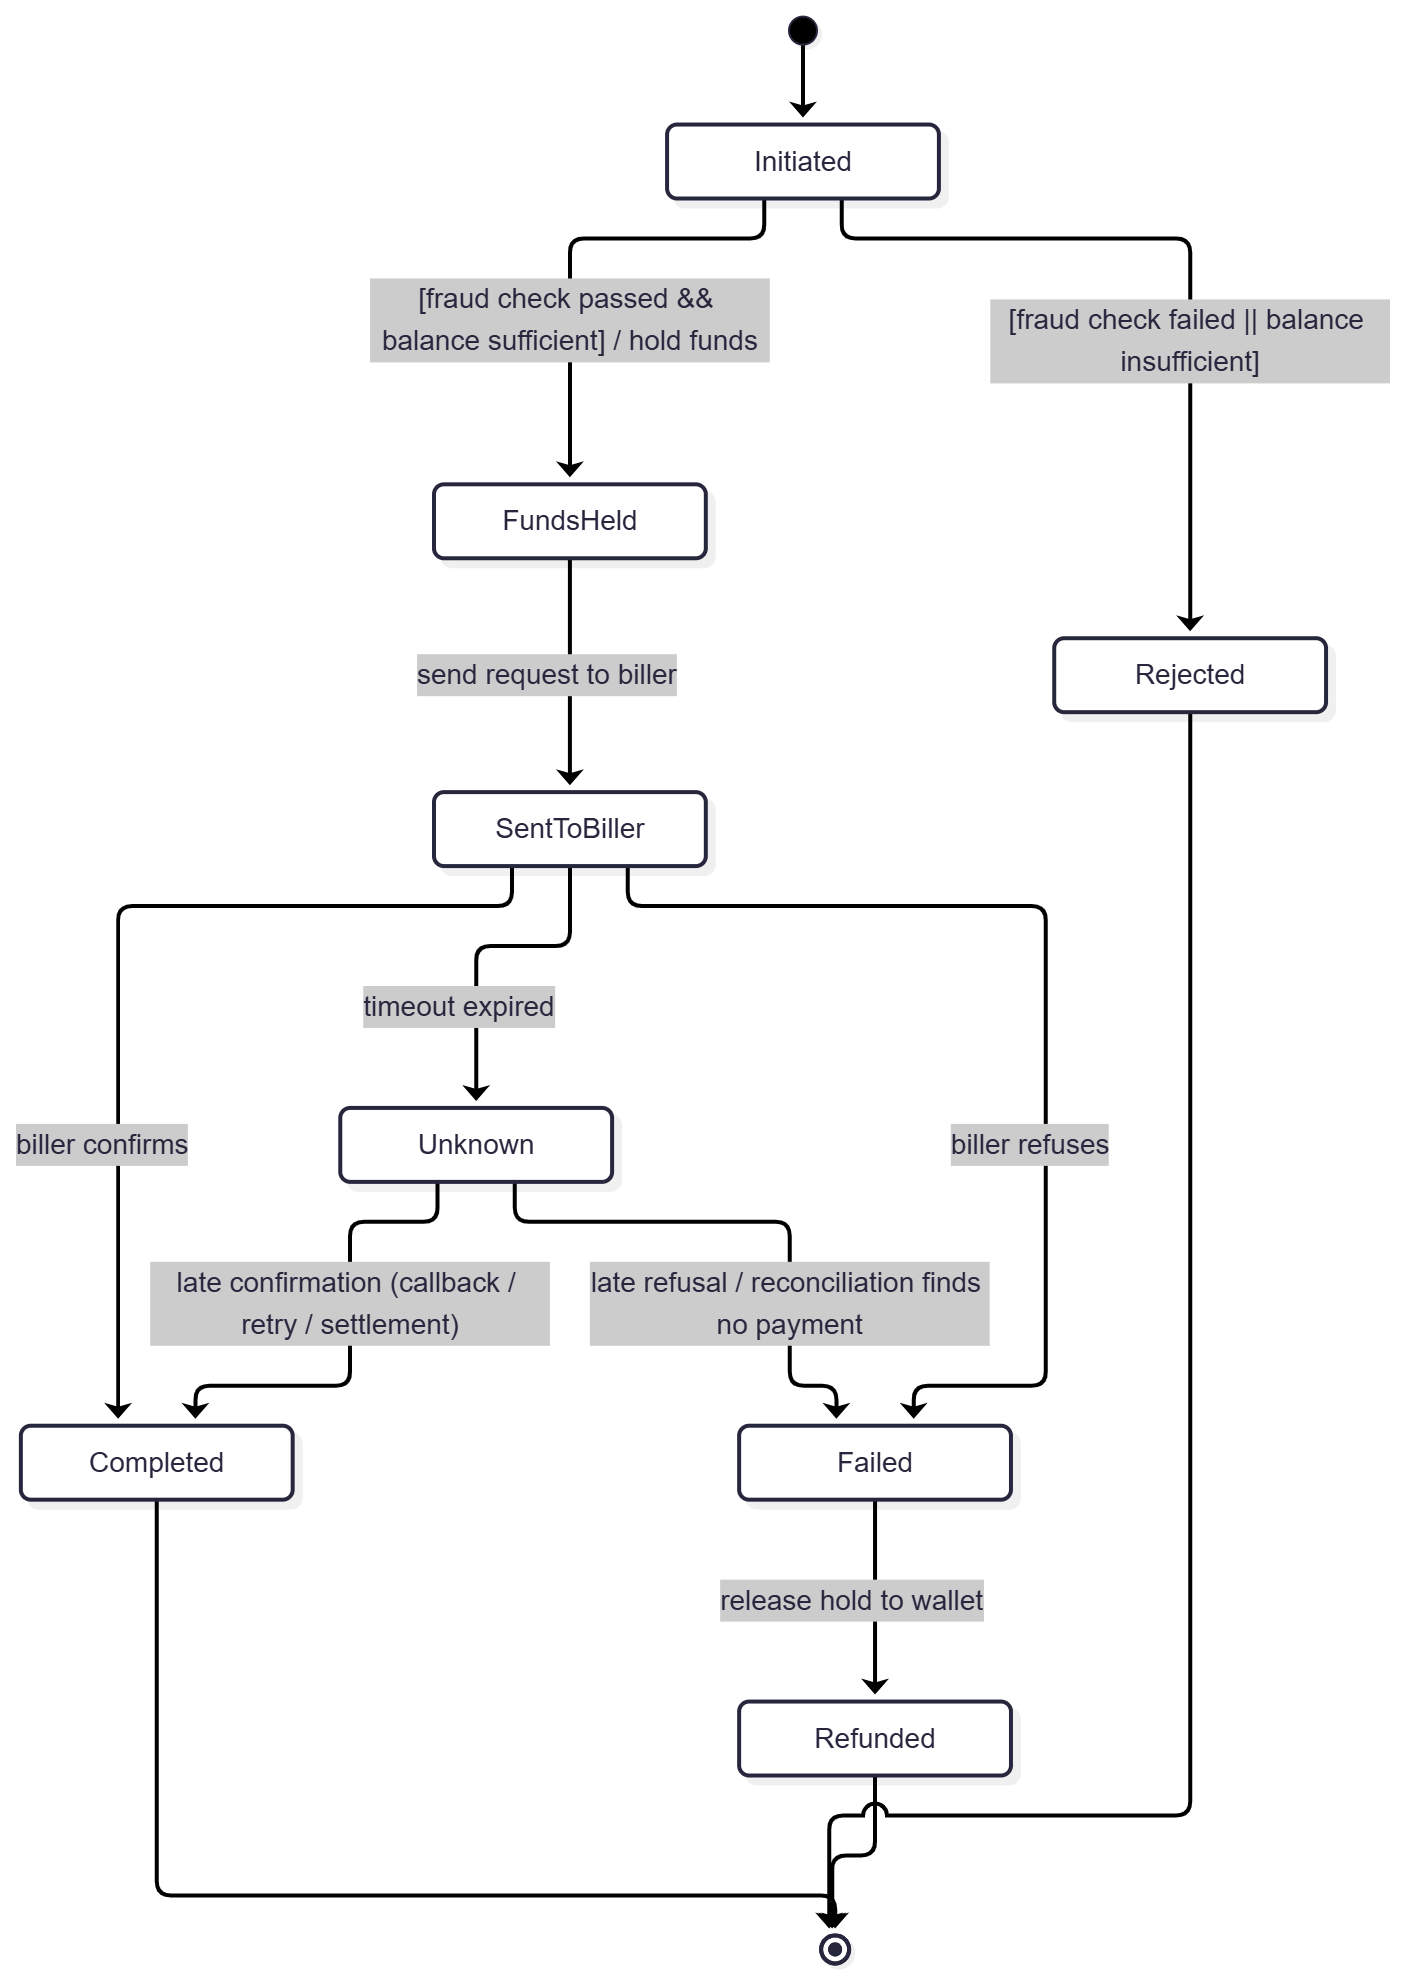 Initiated
[fraud check passed &&
balance sufficient] / hold funds
[fraud check failed || balance
insufficient]
FundsHeld
send request to biller
Rejected
SentToBiller
timeout expired
biller confirms
Unknown
biller refuses
late confirmation (callback /
retry / settlement)
late refusal / reconciliation finds
no payment
Completed
Failed
release hold to wallet
Refunded